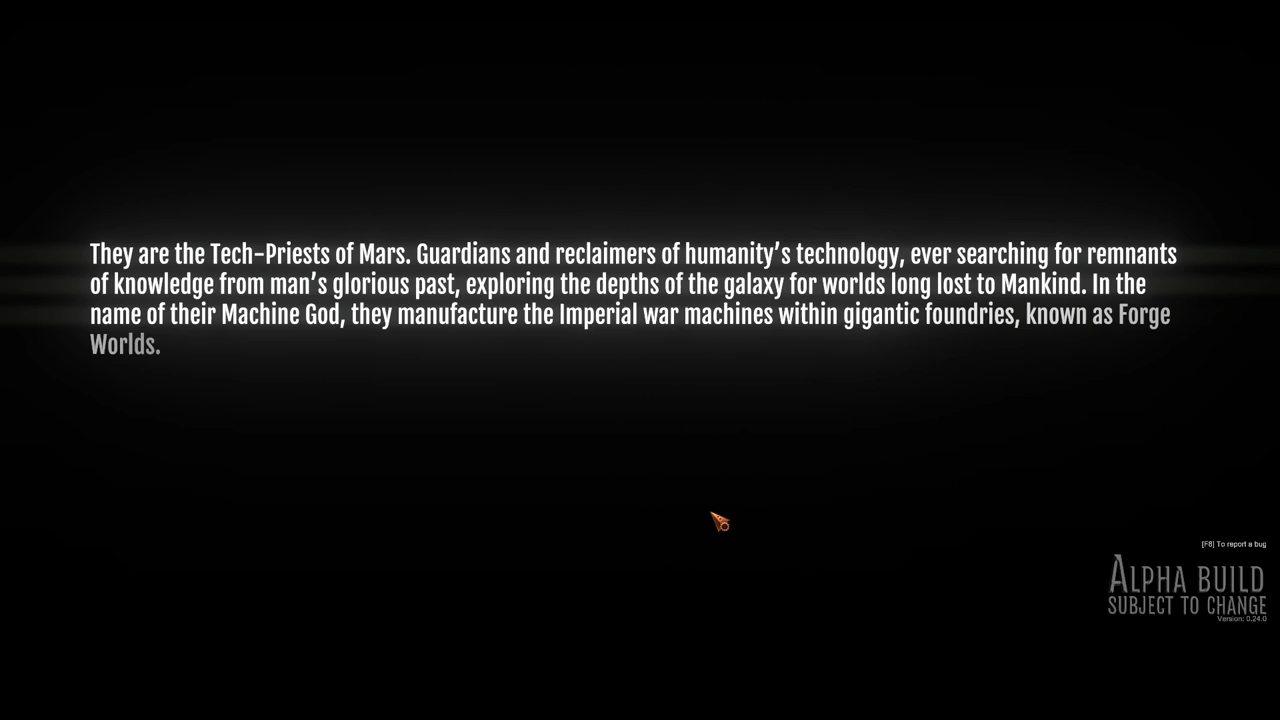 They are the Tech-Priests of Mars. Guardians and reclaimers of humanity's technology, ever searching for remnants
of knowledge from man's glorious past, exploring the depths of the galaxy for worlds long lost to Mankind. In the
name of their Machine God, they manufacture the Imperial war machines within gigantic foundries, known as Forge
Worlds.
[F8] To report a bug
ALPHA BUILD
SUBJECT TO CHANGE
Version: 0.24.0